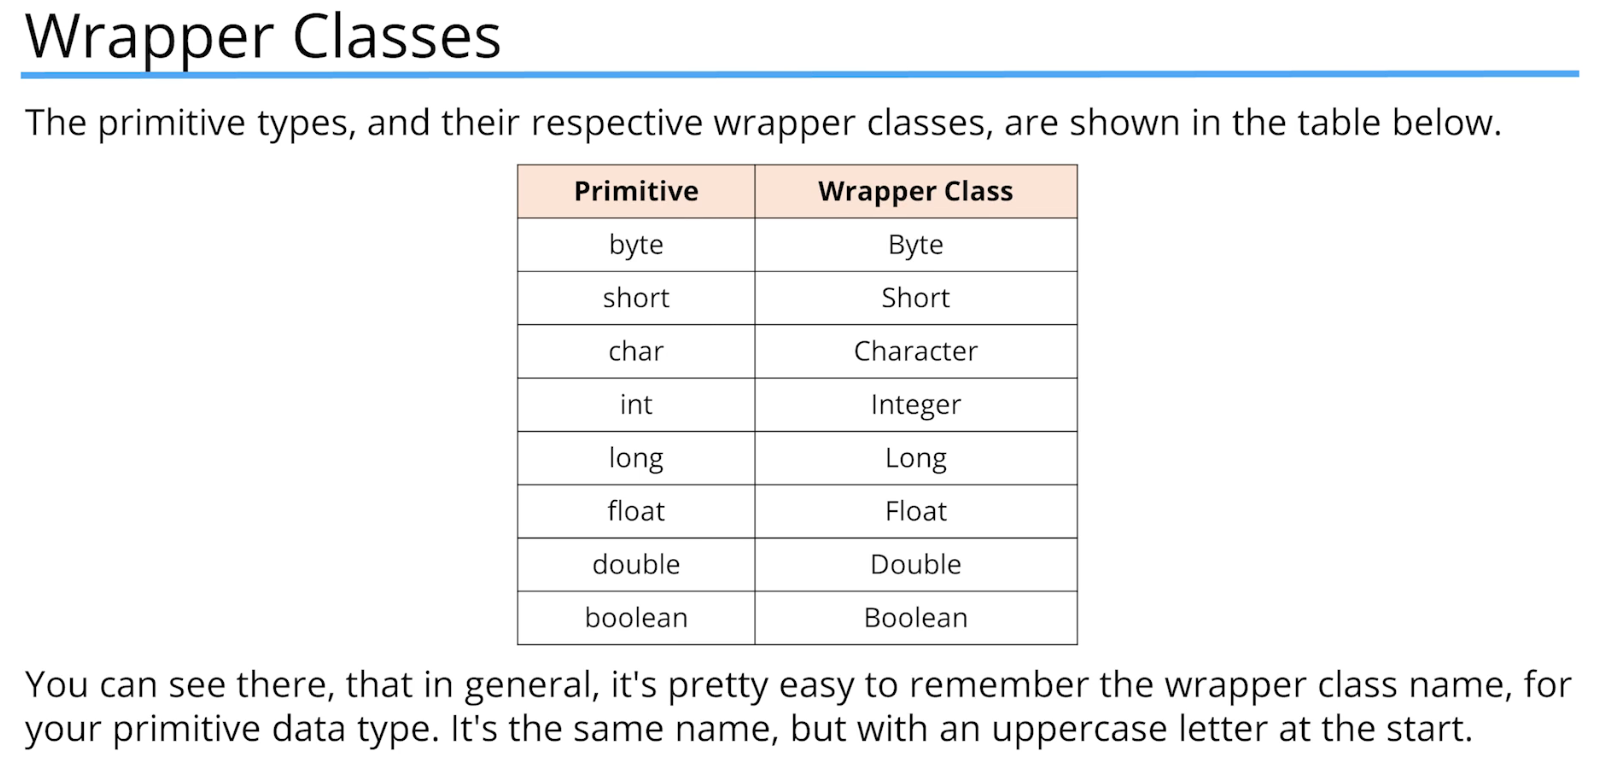 Wrapper Classes
The primitive types, and their respective wrapper classes, are shown in the table below.
Primitive Wrapper Class
byte Byte
short Short
char Character
int Integer
long Long
float Float
double Double
boolean Boolean
You can see there, that in general, it's pretty easy to remember the wrapper class name, for
your primitive data type. It's the same name, but with an uppercase letter at the start.